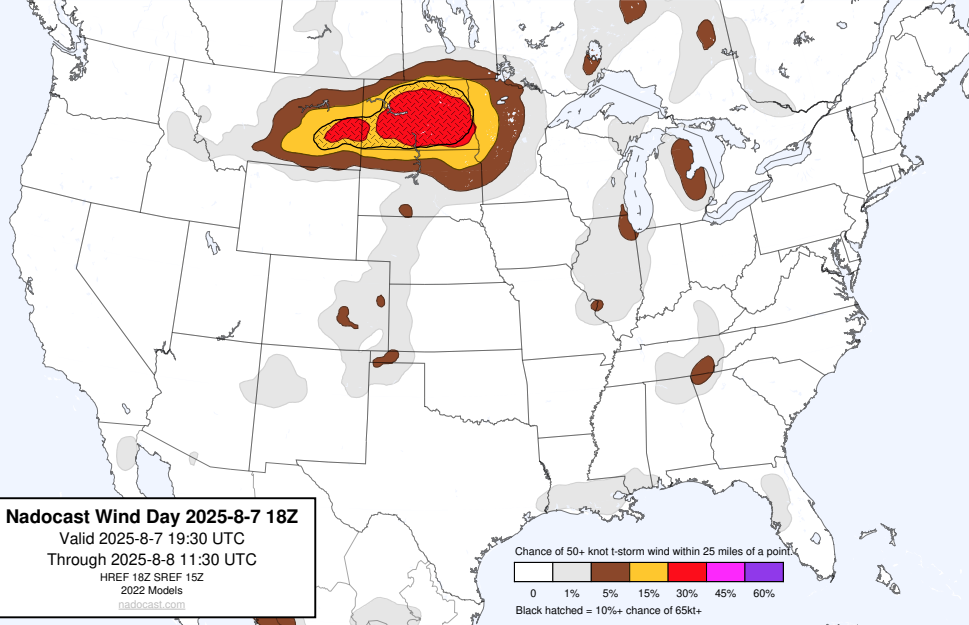 Nadocast Wind Day 2025-8-7 18Z
Valid 2025-8-7 19:30 UTC
Through 2025-8-8 11:30 UTC
HREF 18Z SREF 15Z
2022 Models
nadocast.com
Chance of 50+ knot t-storm wind within 25 miles of a point.
0 1% 5% 15% 30% 45% 60%
Black hatched = 10%+ chance of 65kt+